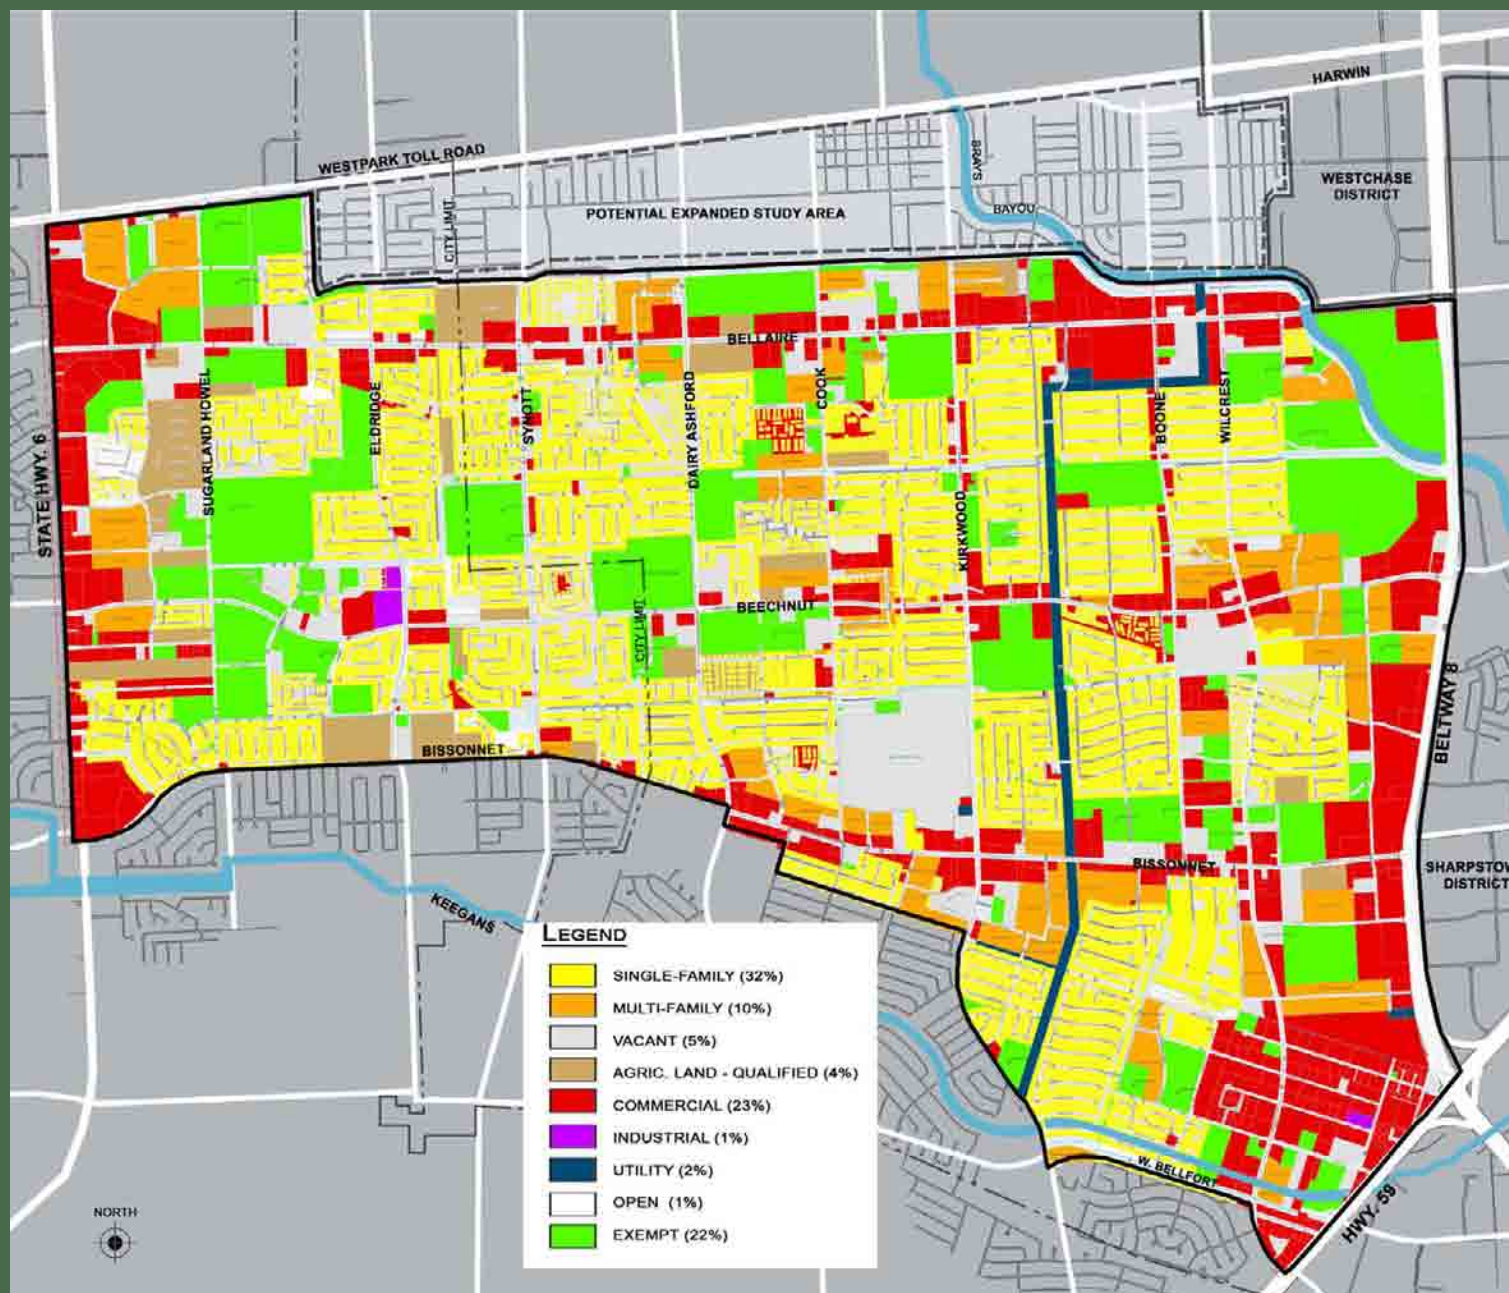 HARWIN
WESTPARK TOLL ROAD
BRAYS
WESTCHASE
DISTRICT
CITY LIMIT
POTENTIAL EXPANDED STUDY AREA
BAYOU
BELLAIRE
STATE HWY. 6
SUGARLAND HOWEL
ELDRIDGE
SYNOTT
DAIRY ASHFORD
COOK
KIRKWOOD
BOONE
WILCREST
BEECHNUT
CITY LIMIT
BELTWAY 8
BISSONNET
BISSONNET
SHARPSTOW
DISTRICT
KEEGANS
LEGEND
SINGLE-FAMILY (32%)
MULTI-FAMILY (10%)
VACANT (5%)
AGRIC. LAND - QUALIFIED (4%)
COMMERCIAL (23%)
INDUSTRIAL (1%)
UTILITY (2%)
OPEN (1%)
EXEMPT (22%)
W. BELLFORT
HWY. 59
NORTH